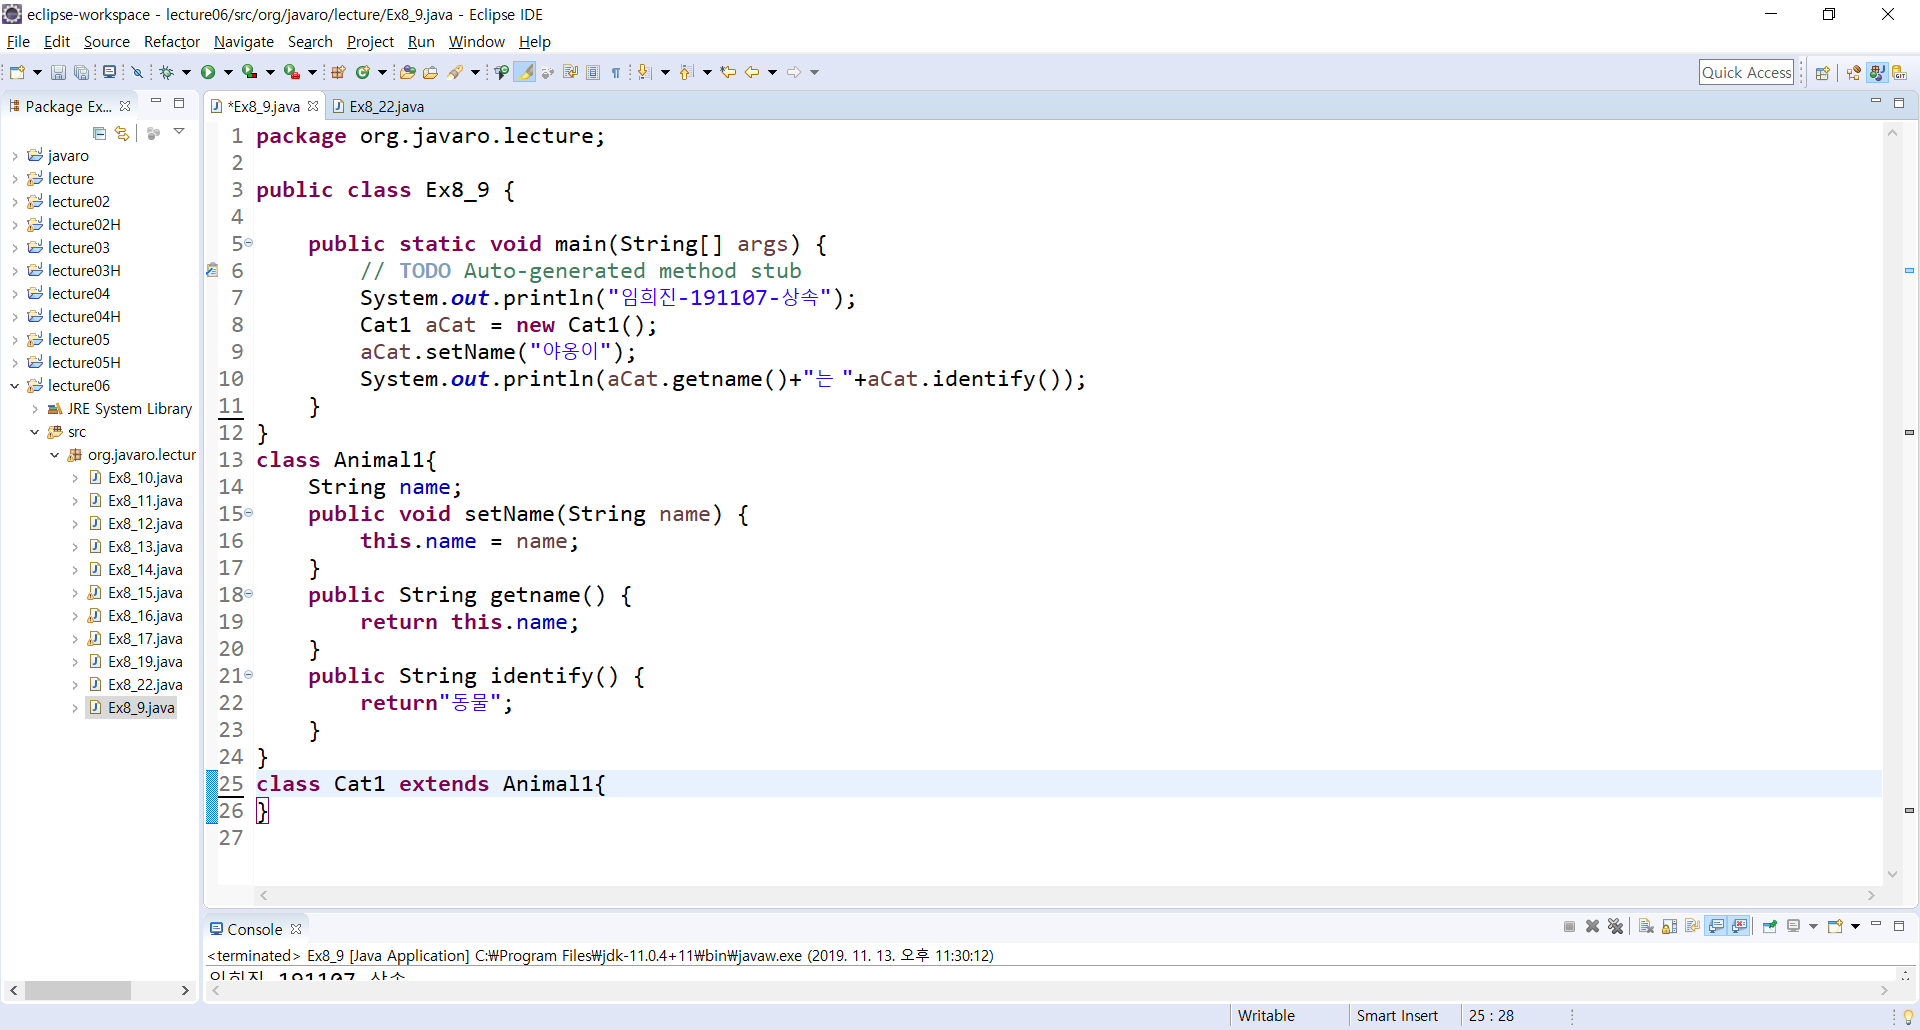 eclipse-workspace - lecture06/src/org/javaro/lecture/Ex8_9.java - Eclipse IDE
File Edit Source Refactor Navigate Search Project Run Window Help
Quick Access
Package Ex...
javaro
lecture
lecture02
lecture02H
lecture03
lecture03H
lecture04
lecture04H
lecture05
lecture05H
lecture06
JRE System Library
src
org.javaro.lectur
Ex8_10.java
Ex8_11.java
Ex8_12.java
Ex8_13.java
Ex8_14.java
Ex8_15.java
Ex8_16.java
Ex8_17.java
Ex8_19.java
Ex8_22.java
Ex8_9.java
*Ex8_9.java Ex8_22.java
1 package org.javaro.lecture;
2
3 public class Ex8_9 {
4
5 public static void main(String[] args) {
6 // TODO Auto-generated method stub
7 System.out.println("임희진-191107-상속");
8 Cat1 aCat = new Cat1();
9 aCat.setName("야옹이");
10 System.out.println(aCat.getname()+"는 "+aCat.identify());
11 }
12 }
13 class Animal1{
14 String name;
15 public void setName(String name) {
16 this.name = name;
17 }
18 public String getname() {
19 return this.name;
20 }
21 public String identify() {
22 return"동물";
23 }
24 }
25 class Cat1 extends Animal1{
26 }
27
Console
<terminated> Ex8_9 [Java Application] C:₩Program Files₩jdk-11.0.4+11₩bin₩javaw.exe (2019. 11. 13. 오후 11:30:12)
임희진-191107-상속
Writable Smart Insert 25 : 28